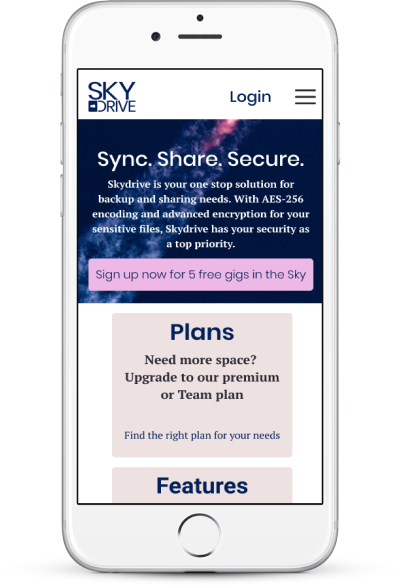 SKY
DRIVE
Login
Sync. Share. Secure.
Skydrive is your one stop solution for
backup and sharing needs. With AES-256
encoding and advanced encryption for your
sensitive files, Skydrive has your security as
a top priority.
Sign up now for 5 free gigs in the Sky
Plans
Need more space?
Upgrade to our premium
or Team plan
Find the right plan for your needs
Features